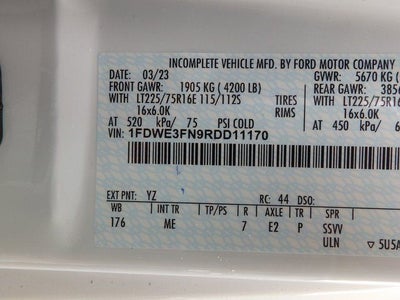 INCOMPLETE VEHICLE MFD. BY FORD MOTOR COMPANY
DATE: 03/23 GVWR: 5670 KG
FRONT GAWR: 1905 KG ( 4200 LB) REAR GAWR: 3856
WITH LT225/75R16E 115/112S TIRES WITH LT225/75R16
16x6.0K RIMS 16x6.0K
AT 520 kPa/ 75 PSI COLD AT 450 kPa/ 6
VIN: 1FDWE3FN9RDD11170
EXT PNT: YZ RC: 44 DSO:
WB INT TR TP/PS R AXLE TR SPR
176 ME 7 E2 P SSVV
ULN ▽5U5A